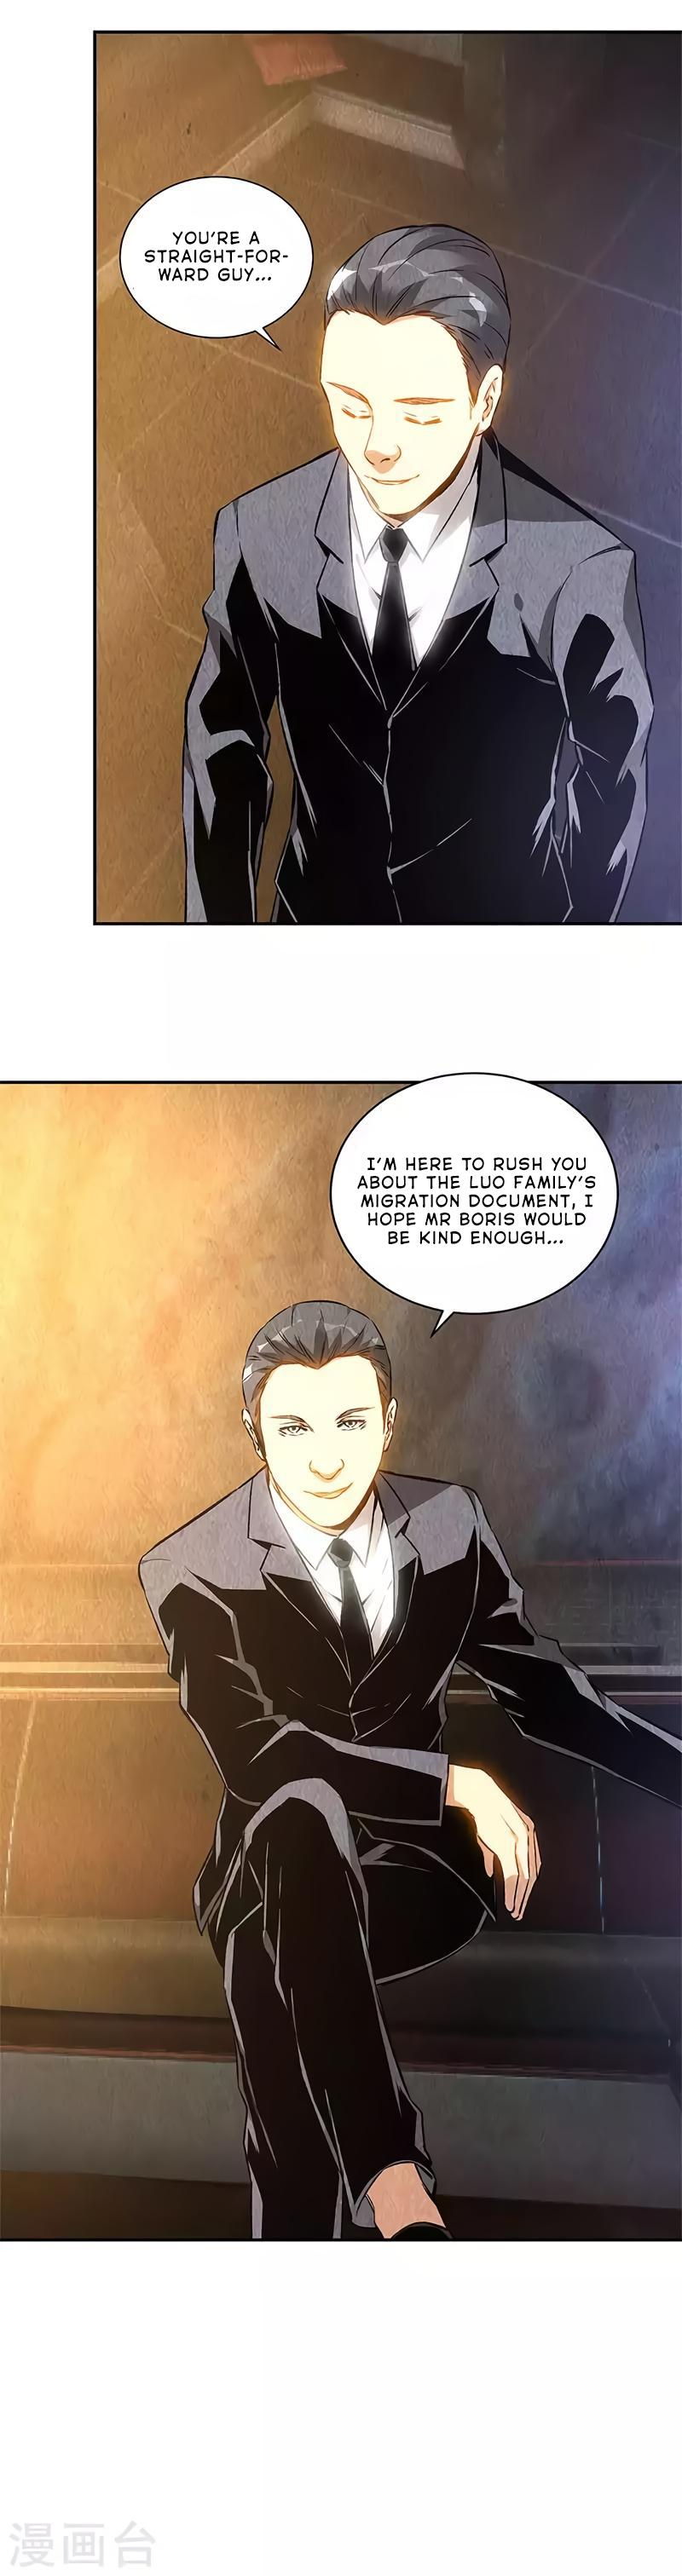 YOU'RE A
STRAIGHT-FOR-
WARD GUY...
I'M HERE TO RUSH YOU
ABOUT THE LUO FAMILY'S
MIGRATION DOCUMENT, I
HOPE MR BORIS WOULD
BE KIND ENOUGH...
漫画台